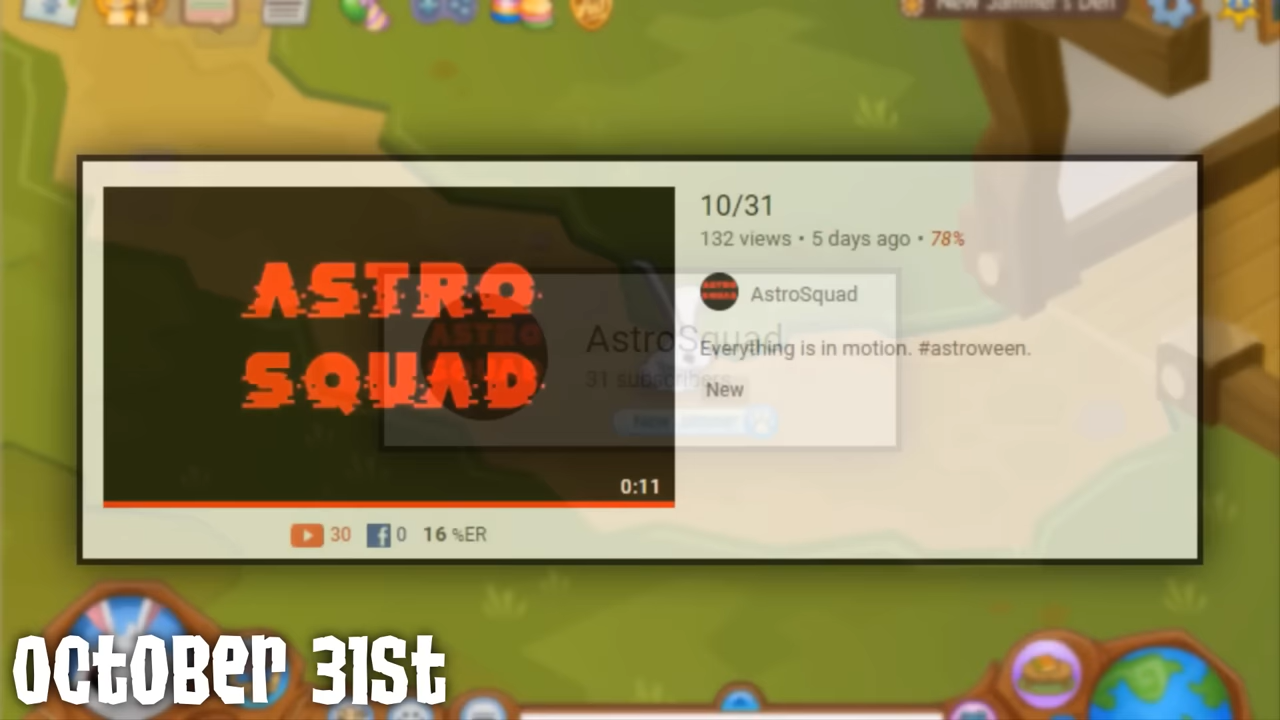 New Jammer's Den
ASTRO
SQUAD
0:11
10/31
132 views • 5 days ago • 78%
AstroSquad
Everything is in motion. #astroween.
New
AstroSquad
31 subscribers
30 0 16 %ER
October 31st